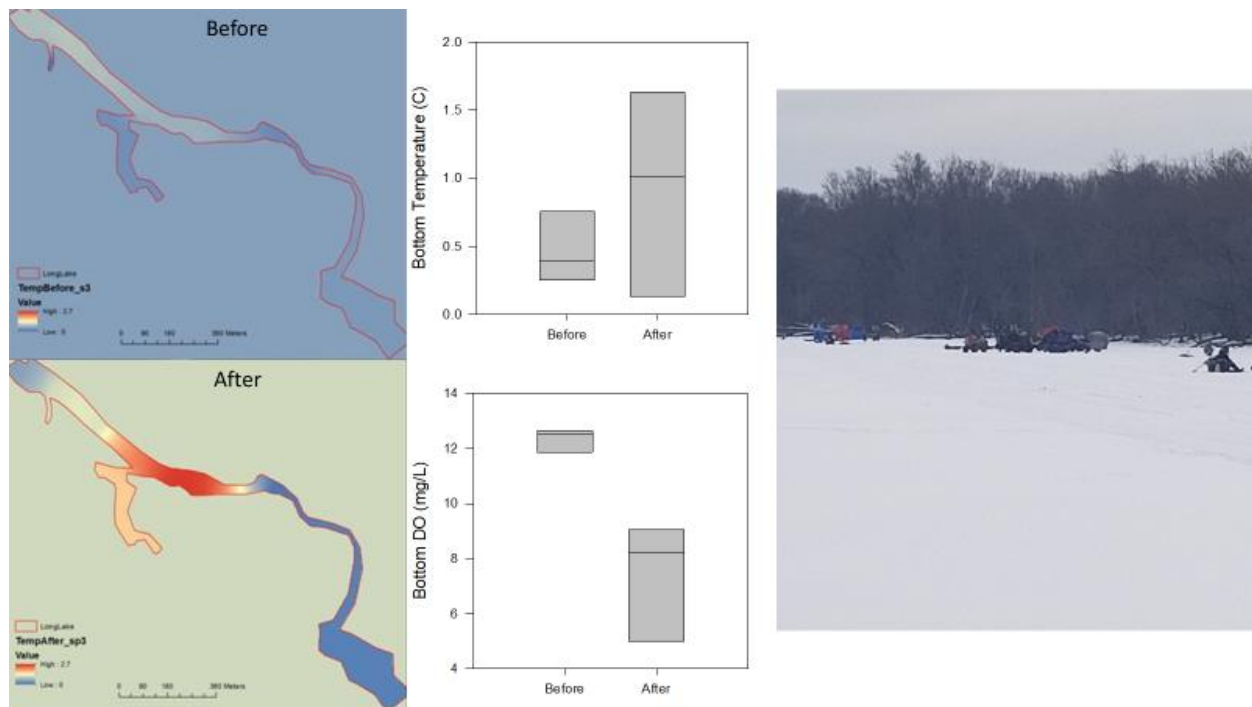 Before
LongLake
TempBefore_s3
Value
High : 2.7
Low : 0
0 90 180 360 Meters
After
LongLake
TempAfter_sp3
Value
High : 2.7
Low : 0
0 90 180 360 Meters
Bottom Temperature (C)
2.0
1.5
1.0
0.5
0.0
Before After
Bottom DO (mg/L)
14
12
10
8
6
4
Before After